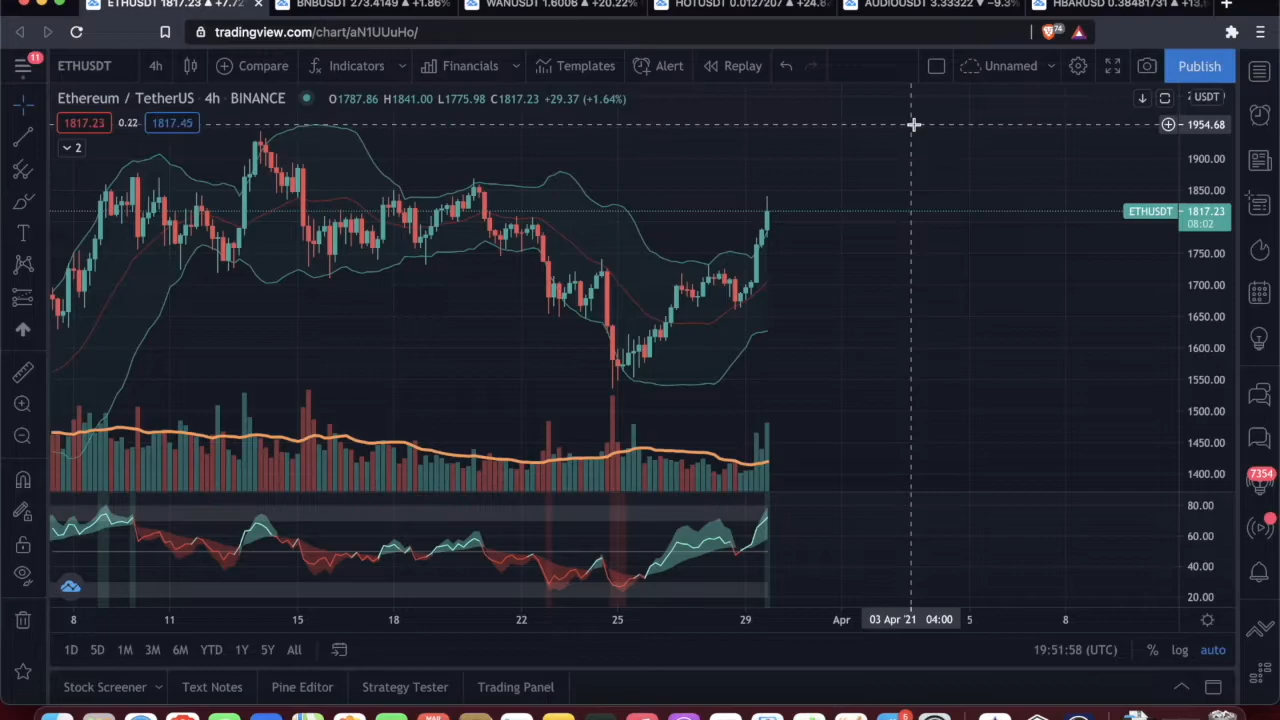 ETHUSDT 1817.23 ▲ +7.72
BNBUSDT 273.4149 ▲ +1.86%
WANUSDT 1.6006 ▲ +20.22%
HOTUSDT 0.0127207 ▲ +24.8
AUDIOUSDT 3.33322 ▼ −9.3%
HBARUSD 0.38481731 ▲ +13.
tradingview.com/chart/aN1UUuHo/
74
11
ETHUSDT
4h
Compare
Indicators
Financials
Templates
Alert
Replay
Unnamed
Publish
Ethereum / TetherUS · 4h · BINANCE
O1787.86 H1841.00 L1775.98 C1817.23 +29.37 (+1.64%)
USDT
1817.23 0.22 1817.45
2
1954.68
1900.00
1850.00
ETHUSDT 1817.23
08:02
1750.00
1700.00
1650.00
1600.00
1550.00
1500.00
1450.00
1400.00
7354
80.00
60.00
40.00
20.00
8 11 15 18 22 25 29 Apr 03 Apr '21 04:00 5 8
1D 5D 1M 3M 6M YTD 1Y 5Y All
19:51:58 (UTC) % log auto
Stock Screener Text Notes Pine Editor Strategy Tester Trading Panel
MAR
6